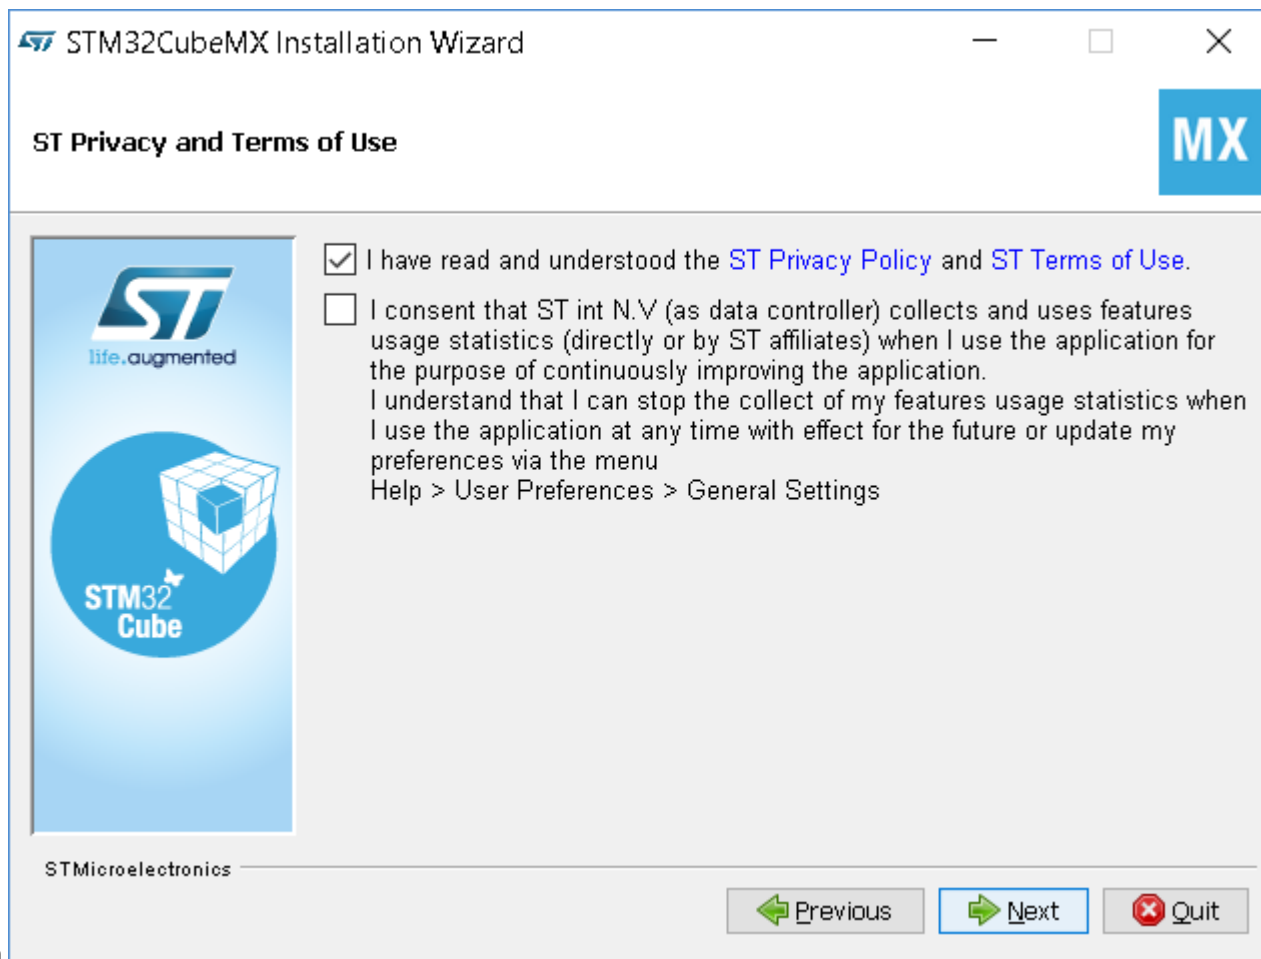 STM32CubeMX Installation Wizard
ST Privacy and Terms of Use
MX
ST
life.augmented
STM32
Cube
I have read and understood the ST Privacy Policy and ST Terms of Use.
I consent that ST int N.V (as data controller) collects and uses features
usage statistics (directly or by ST affiliates) when I use the application for
the purpose of continuously improving the application.
I understand that I can stop the collect of my features usage statistics when
I use the application at any time with effect for the future or update my
preferences via the menu
Help > User Preferences > General Settings
STMicroelectronics
Previous
Next
Quit